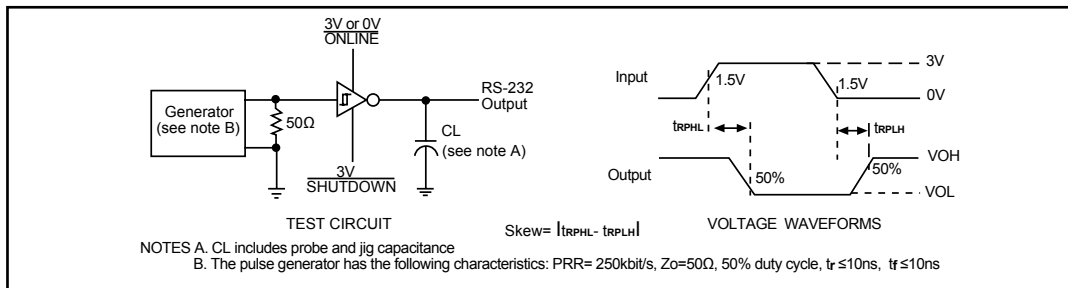 3V or 0V
ONLINE
Generator
(see note B)
50Ω
RS-232
Output
CL
(see note A)
3V
SHUTDOWN
TEST CIRCUIT
Input
1.5V
1.5V
3V
0V
tRPHL
tRPLH
Output
50%
50%
VOH
VOL
Skew= |tRPHL- tRPLH|
VOLTAGE WAVEFORMS
NOTES A. CL includes probe and jig capacitance
B. The pulse generator has the following characteristics: PRR= 250kbit/s, Zo=50Ω, 50% duty cycle, tr ≤10ns, tf ≤10ns